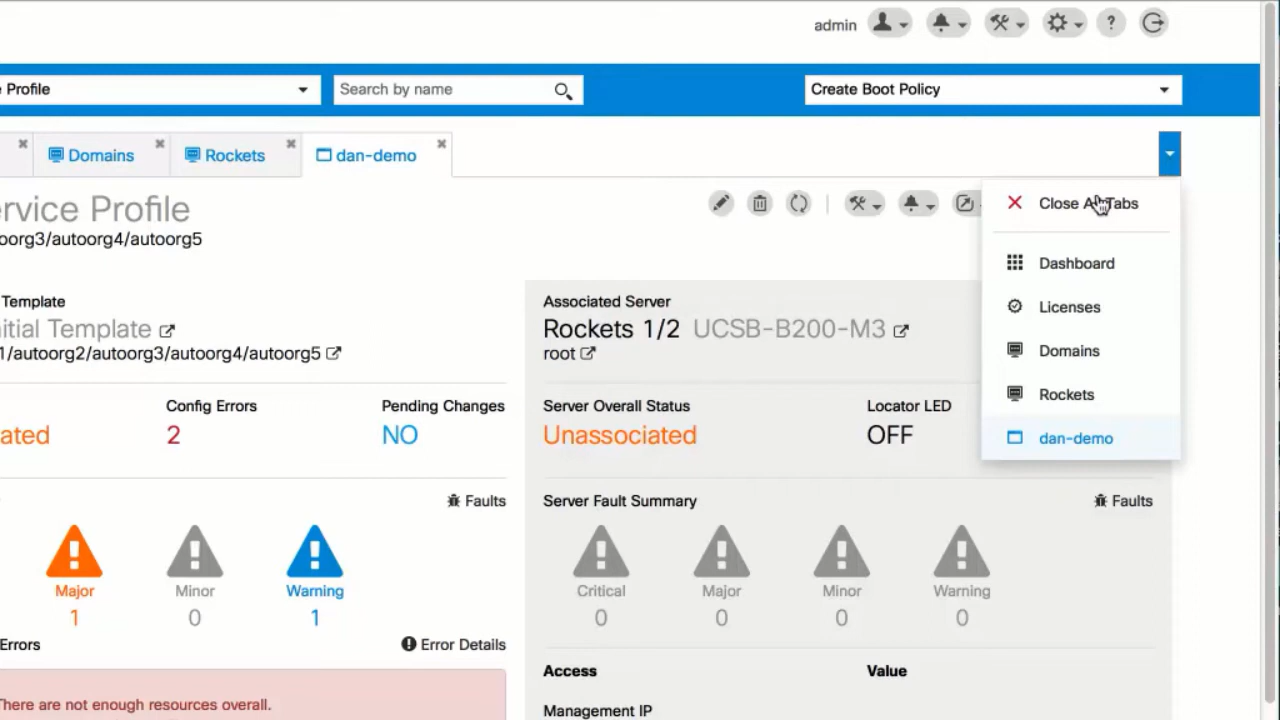 admin
?
e Profile
Search by name
Create Boot Policy
Domains
Rockets
dan-demo
rvice Profile
oorg3/autoorg4/autoorg5
Close All Tabs
Dashboard
Licenses
Domains
Rockets
dan-demo
Template
nitial Template
1/autoorg2/autoorg3/autoorg4/autoorg5
Associated Server
Rockets 1/2 UCSB-B200-M3
root
ated
Config Errors
2
Pending Changes
NO
Server Overall Status
Unassociated
Locator LED
OFF
Faults
Major
1
Minor
0
Warning
1
Server Fault Summary
Faults
Critical
0
Major
0
Minor
0
Warning
0
Errors
Error Details
There are not enough resources overall.
Access
Value
Management IP